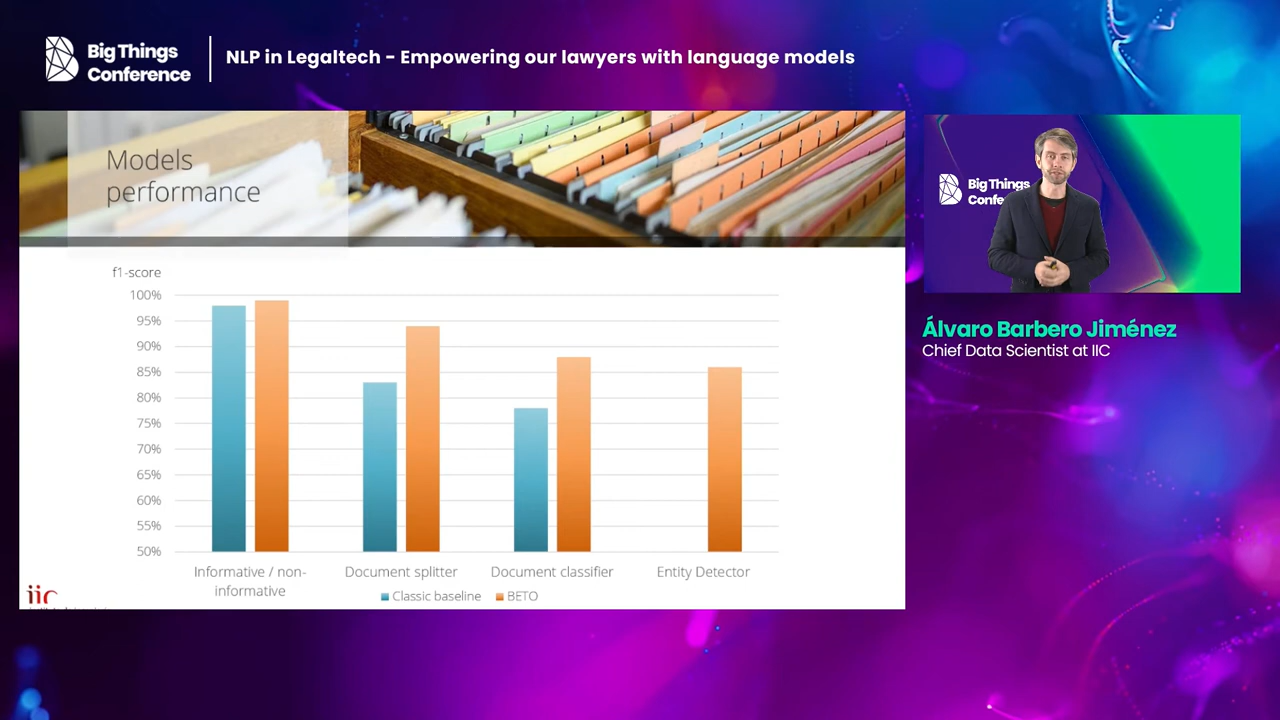 Big Things
Conference
NLP in Legaltech - Empowering our lawyers with language models
Models
performance
f1-score
100%
95%
90%
85%
80%
75%
70%
65%
60%
55%
50%
Informative / non-
informative
Document splitter
Document classifier
Entity Detector
Classic baseline
BETO
iic
Big Things
Confe
Álvaro Barbero Jiménez
Chief Data Scientist at IIC